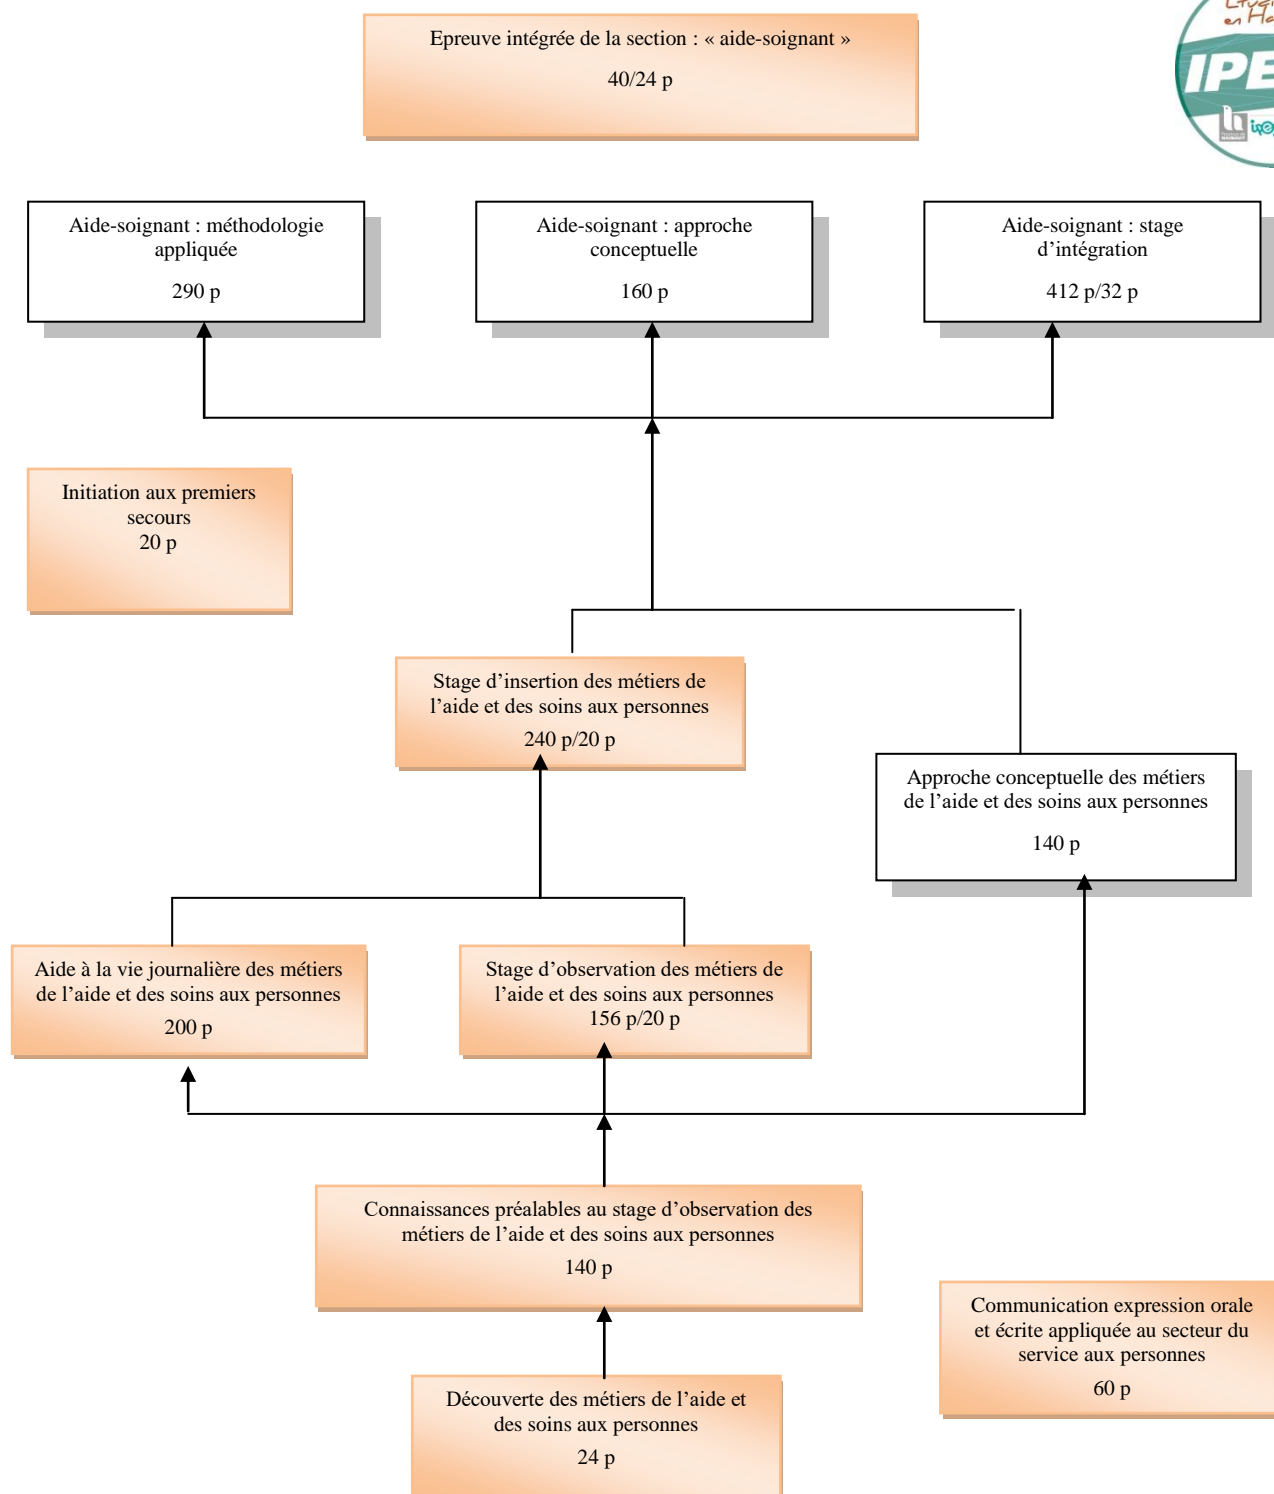 Epreuve intégrée de la section : « aide-soignant »
40/24 p
en Ha
IPE
Aide-soignant : méthodologie
appliquée
290 p
Aide-soignant : approche
conceptuelle
160 p
Aide-soignant : stage
d’intégration
412 p/32 p
Initiation aux premiers
secours
20 p
Stage d’insertion des métiers de
l’aide et des soins aux personnes
240 p/20 p
Approche conceptuelle des métiers
de l’aide et des soins aux personnes
140 p
Aide à la vie journalière des métiers
de l’aide et des soins aux personnes
200 p
Stage d’observation des métiers de
l’aide et des soins aux personnes
156 p/20 p
Connaissances préalables au stage d’observation des
métiers de l’aide et des soins aux personnes
140 p
Communication expression orale
et écrite appliquée au secteur du
service aux personnes
60 p
Découverte des métiers de l’aide et
des soins aux personnes
24 p